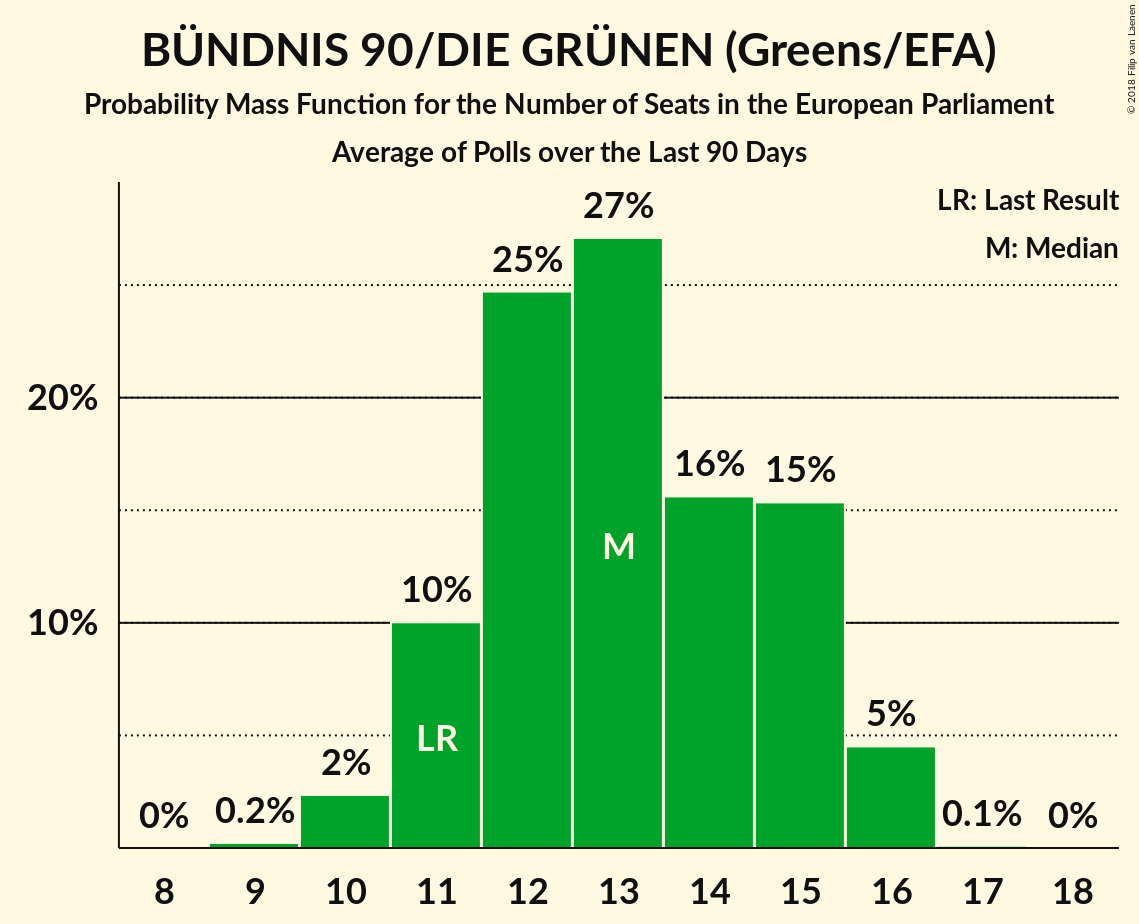 BÜNDNIS 90/DIE GRÜNEN (Greens/EFA)
Probability Mass Function for the Number of Seats in the European Parliament
Average of Polls over the Last 90 Days
© 2018 Filip van Laenen
LR: Last Result
M: Median
27%
25%
20%
16%
15%
M
10%
10%
LR
5%
2%
0%
0.2%
0.1%
0%
8 9 10 11 12 13 14 15 16 17 18